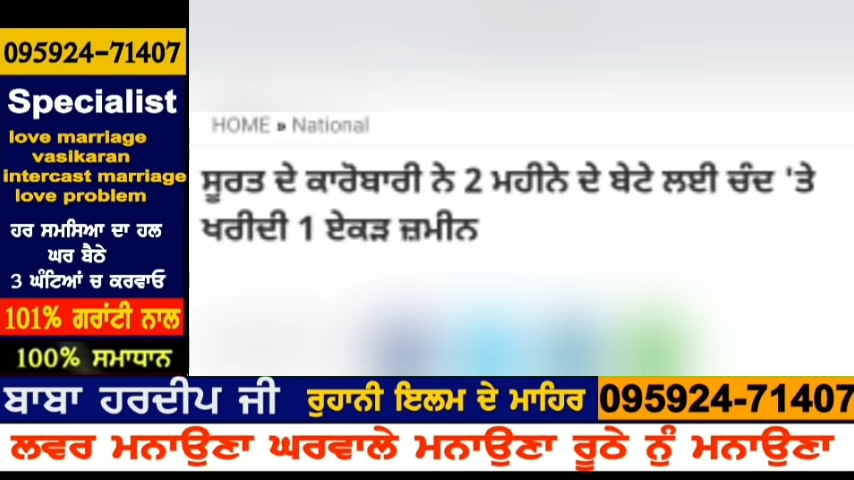 095924-71407
Specialist
love marriage
vasikaran
intercast marriage
love problem
ਹਰ ਸਮਸਿਆ ਦਾ ਹਲ
ਘਰ ਬੈਠੇ
3 ਘੰਟਿਆਂ ਚ ਕਰਵਾਓ
101% ਗਰਾਂਟੀ ਨਾਲ
100% ਸਮਾਧਾਨ
HOME » National
ਸੂਰਤ ਦੇ ਕਾਰੋਬਾਰੀ ਨੇ 2 ਮਹੀਨੇ ਦੇ ਬੇਟੇ ਲਈ ਚੰਦ 'ਤੇ
ਖਰੀਦੀ 1 ਏਕੜ ਜ਼ਮੀਨ
ਬਾਬਾ ਹਰਦੀਪ ਜੀ ਰੁਹਾਨੀ ਇਲਮ ਦੇ ਮਾਹਿਰ 095924-71407
ਲਵਰ ਮਨਾਉਣਾ ਘਰਵਾਲੇ ਮਨਾਉਣਾ ਰੂਠੇ ਨੂੰ ਮਨਾਉਣਾ